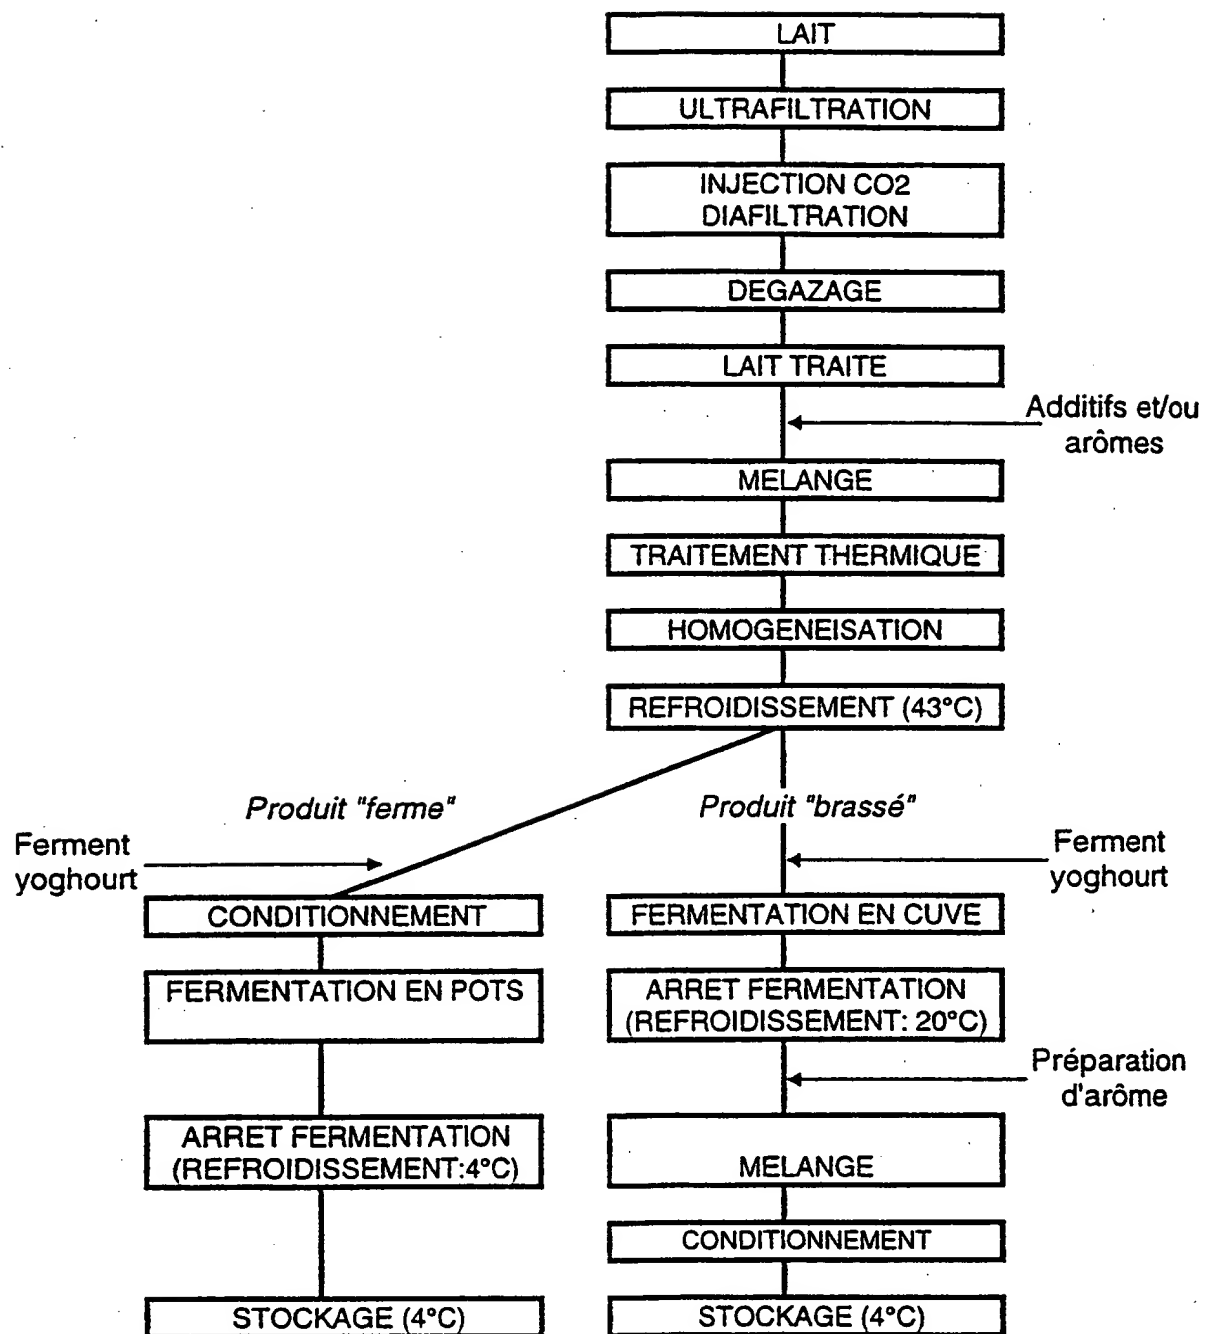 LAIT
ULTRAFILTRATION
INJECTION CO2
DIAFILTRATION
DEGAZAGE
LAIT TRAITE
Additifs et/ou
arômes
MELANGE
TRAITEMENT THERMIQUE
HOMOGENEISATION
REFROIDISSEMENT (43°C)
Produit "ferme"
Produit "brassé"
Ferment
yoghourt
Ferment
yoghourt
CONDITIONNEMENT
FERMENTATION EN CUVE
FERMENTATION EN POTS
ARRET FERMENTATION
(REFROIDISSEMENT: 20°C)
Préparation
d'arôme
ARRET FERMENTATION
(REFROIDISSEMENT:4°C)
MELANGE
CONDITIONNEMENT
STOCKAGE (4°C)
STOCKAGE (4°C)